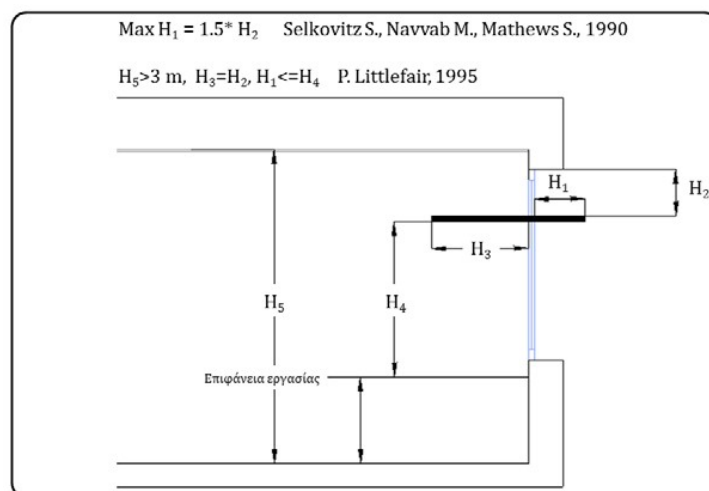 Max H₁ = 1.5* H₂ Selkovitz S., Navvab M., Mathews S., 1990
H₅>3 m, H₃=H₂, H₁<=H₄ P. Littlefair, 1995
H₁
H₂
H₃
H₅
H₄
Επιφάνεια εργασίας